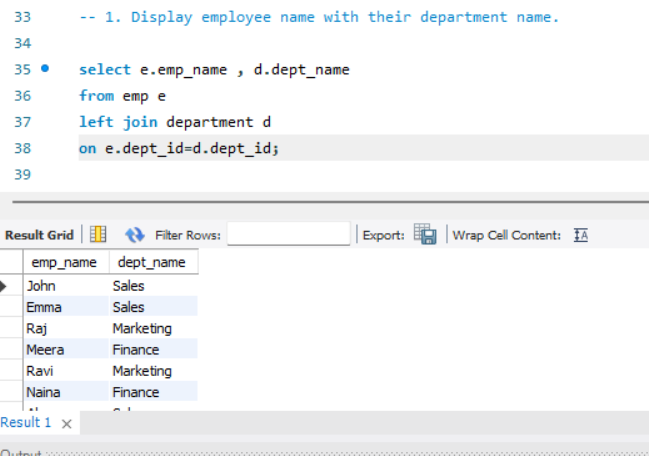 33 -- 1. Display employee name with their department name.
34
35 select e.emp_name , d.dept_name
36 from emp e
37 left join department d
38 on e.dept_id=d.dept_id;
39
Result Grid Filter Rows: Export: Wrap Cell Content:
emp_name dept_name
John Sales
Emma Sales
Raj Marketing
Meera Finance
Ravi Marketing
Naina Finance
Result 1 ×
Output